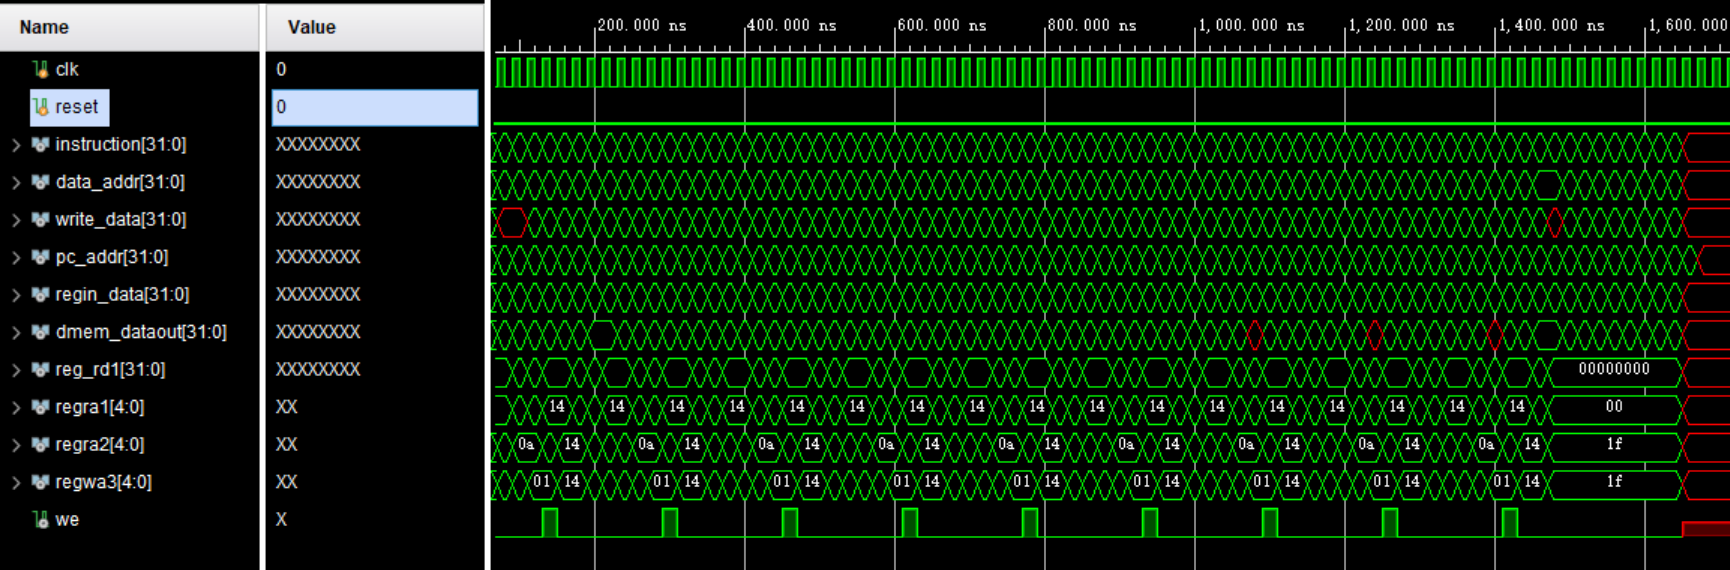 Name Value 200.000 ns 400.000 ns 600.000 ns 800.000 ns 1,000.000 ns 1,200.000 ns 1,400.000 ns 1,600.000
clk 0
reset 0
instruction[31:0] XXXXXXXX
data_addr[31:0] XXXXXXXX
write_data[31:0] XXXXXXXX
pc_addr[31:0] XXXXXXXX
regin_data[31:0] XXXXXXXX
dmem_dataout[31:0] XXXXXXXX
reg_rd1[31:0] XXXXXXXX 00000000
regra1[4:0] XX 14 14 14 14 14 14 14 14 14 14 14 14 14 14 14 14 14 00
regra2[4:0] XX 0a 14 0a 14 0a 14 0a 14 0a 14 0a 14 0a 14 0a 14 0a 14 1f
regwa3[4:0] XX 01 14 01 14 01 14 01 14 01 14 01 14 01 14 01 14 01 14 1f
we X